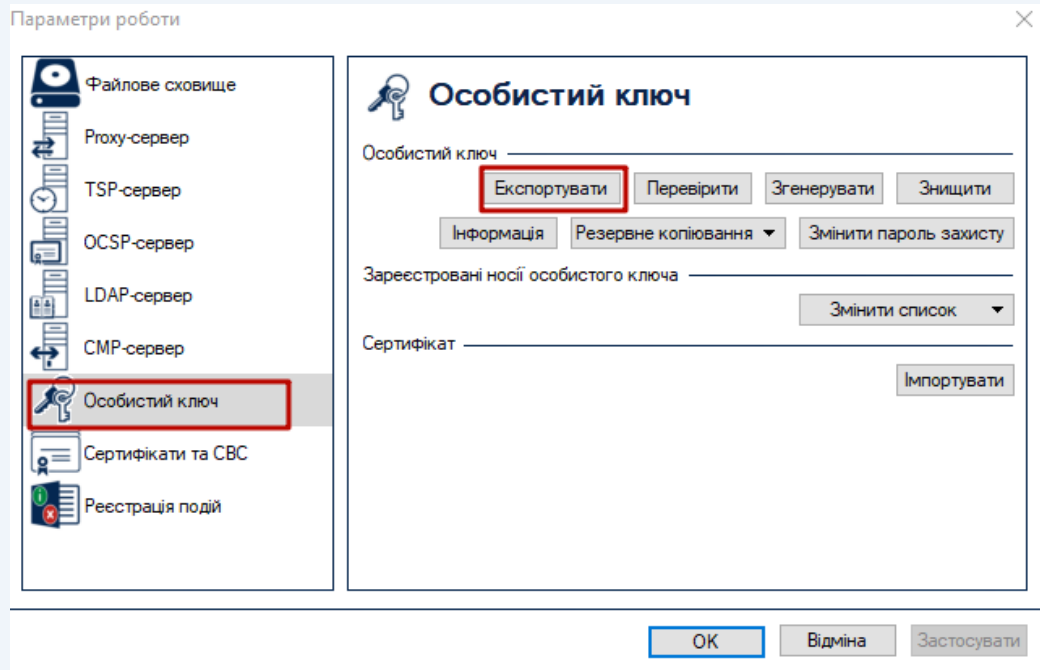 Параметри роботи
Файлове сховище
Proxy-сервер
TSP-сервер
OCSP-сервер
LDAP-сервер
CMP-сервер
Особистий ключ
Сертифікати та СВС
Реєстрація подій
Особистий ключ
Особистий ключ
Експортувати Перевірити Згенерувати Знищити
Інформація Резервне копіювання Змінити пароль захисту
Зареєстровані носії особистого ключа
Змінити список
Сертифікат
Імпортувати
OK Відміна Застосувати